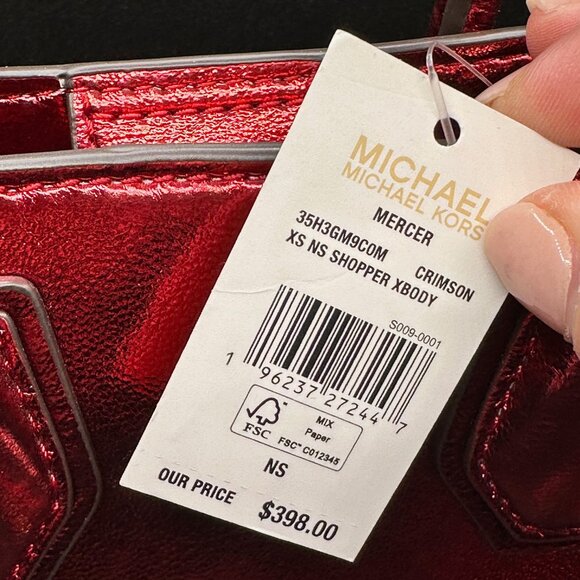 MICHAEL
MICHAEL KORS
MERCER
35H3GM9C0M CRIMSON
XS NS SHOPPER XBODY
S009-0001
1 96237 27244 7
FSC MIX
Paper
FSC™ C012345
NS
OUR PRICE $398.00